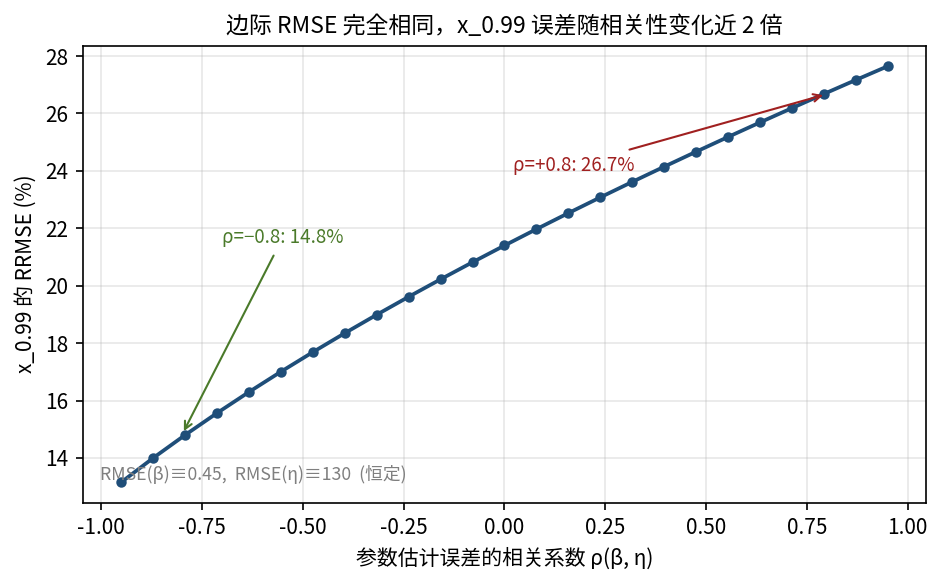 边际 RMSE 完全相同，x_0.99 误差随相关性变化近 2 倍
28
26
24
22
20
18
16
14
x_0.99 的 RRMSE (%)
ρ=+0.8: 26.7%
ρ=−0.8: 14.8%
RMSE(β)≡0.45, RMSE(η)≡130 (恒定)
-1.00 -0.75 -0.50 -0.25 0.00 0.25 0.50 0.75 1.00
参数估计误差的相关系数 ρ(β, η)